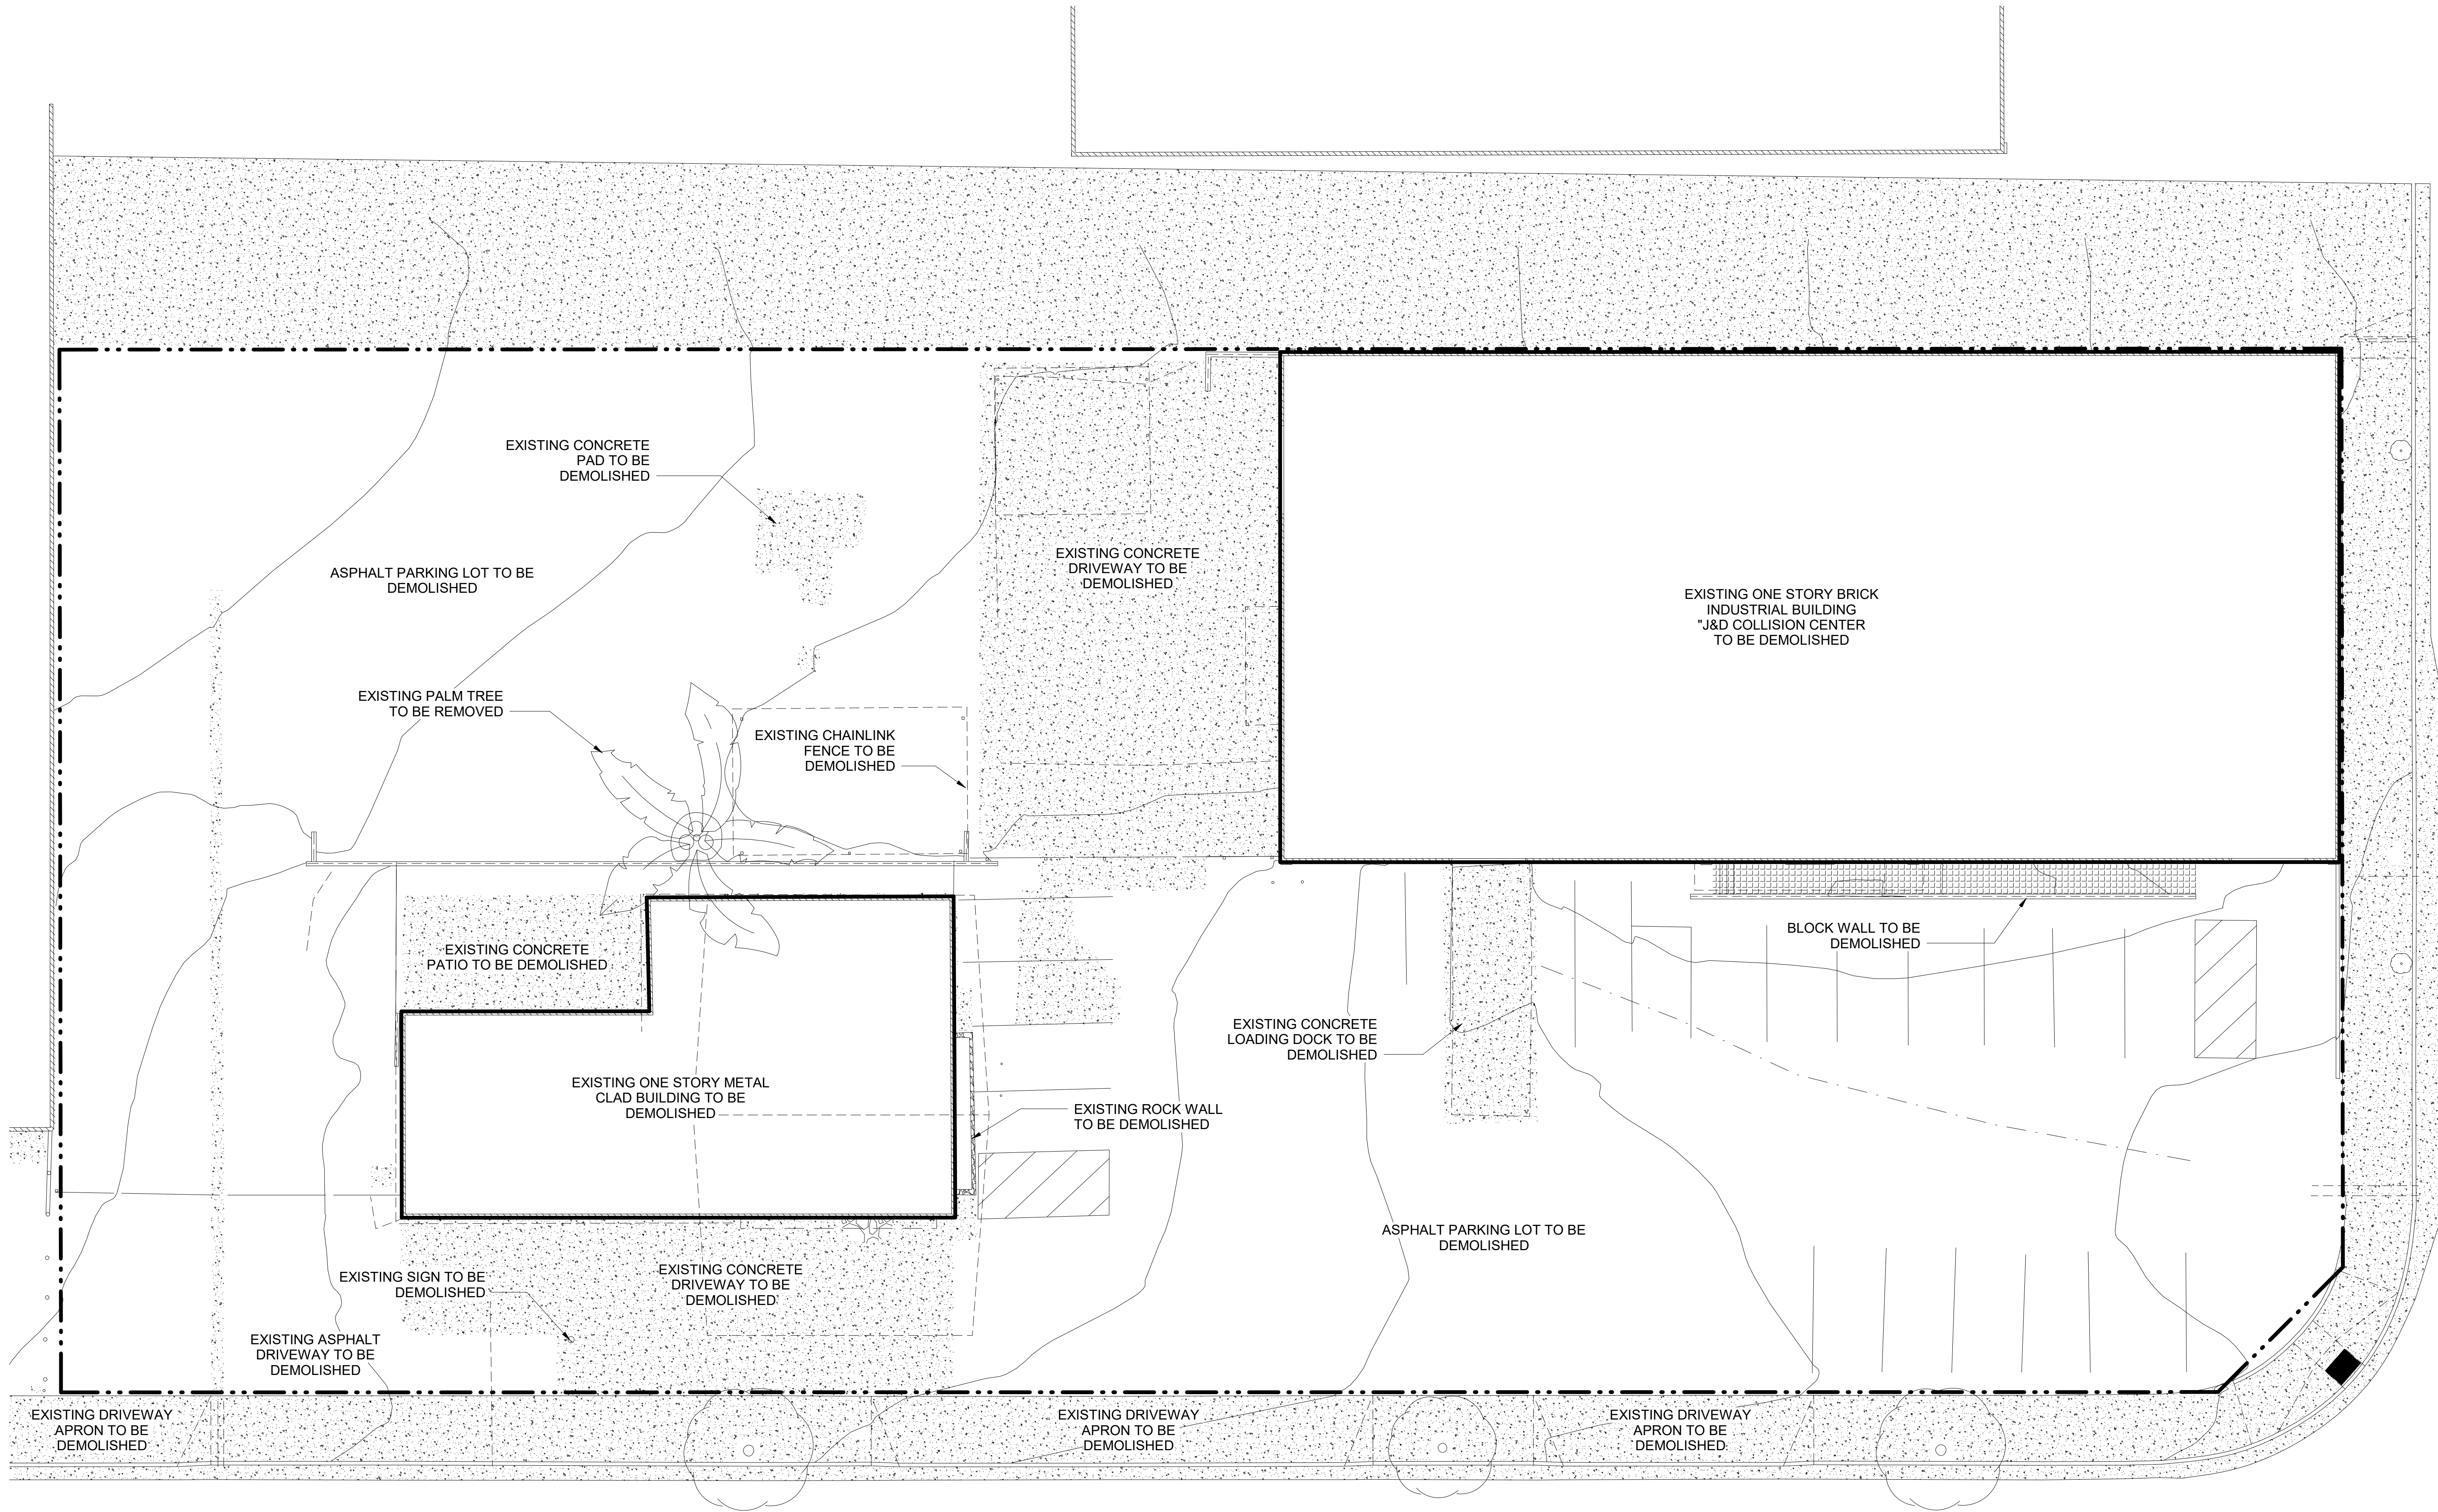 EXISTING CONCRETE
PAD TO BE
DEMOLISHED
ASPHALT PARKING LOT TO BE
DEMOLISHED
EXISTING CONCRETE
DRIVEWAY TO BE
DEMOLISHED
EXISTING ONE STORY BRICK
INDUSTRIAL BUILDING
"J&D COLLISION CENTER
TO BE DEMOLISHED
EXISTING PALM TREE
TO BE REMOVED
EXISTING CHAINLINK
FENCE TO BE
DEMOLISHED
EXISTING CONCRETE
PATIO TO BE DEMOLISHED
BLOCK WALL TO BE
DEMOLISHED
EXISTING CONCRETE
LOADING DOCK TO BE
DEMOLISHED
EXISTING ONE STORY METAL
CLAD BUILDING TO BE
DEMOLISHED
EXISTING ROCK WALL
TO BE DEMOLISHED
ASPHALT PARKING LOT TO BE
DEMOLISHED
EXISTING SIGN TO BE
DEMOLISHED
EXISTING CONCRETE
DRIVEWAY TO BE
DEMOLISHED
EXISTING ASPHALT
DRIVEWAY TO BE
DEMOLISHED
EXISTING DRIVEWAY
APRON TO BE
DEMOLISHED
EXISTING DRIVEWAY
APRON TO BE
DEMOLISHED
EXISTING DRIVEWAY
APRON TO BE
DEMOLISHED